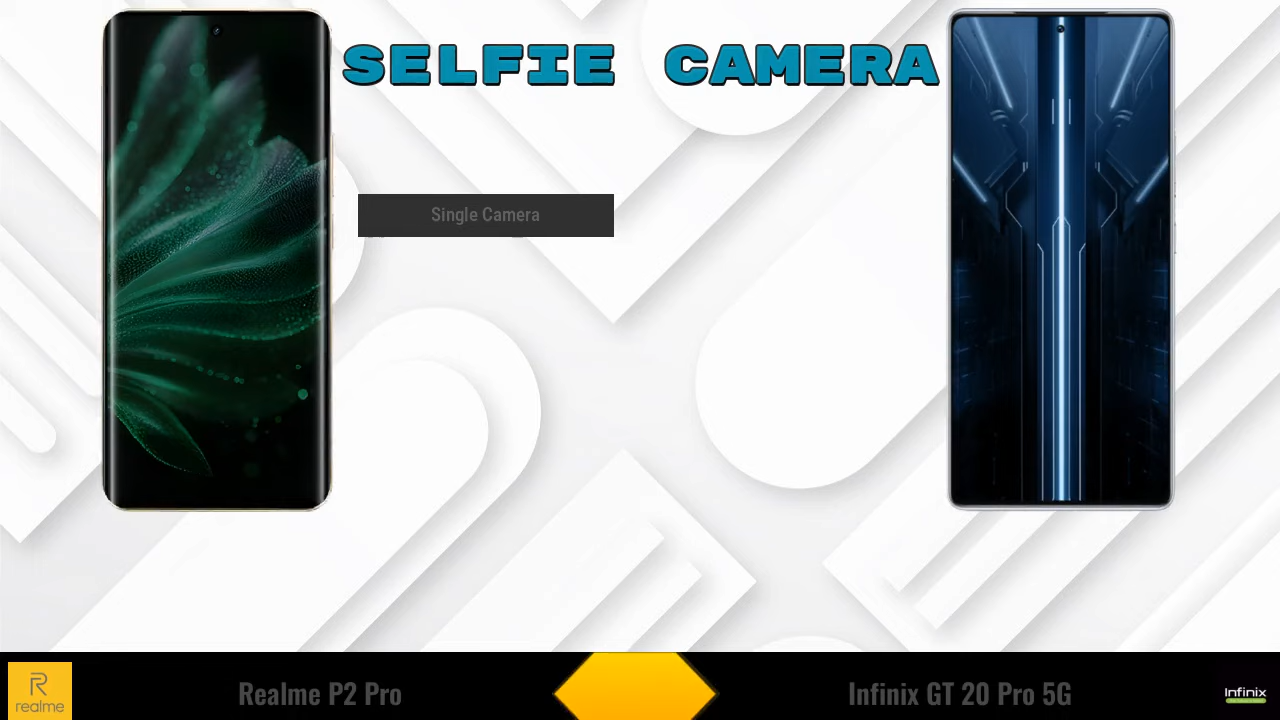 SELFIE CAMERA
Single Camera
realme
Realme P2 Pro
Infinix GT 20 Pro 5G
Infinix